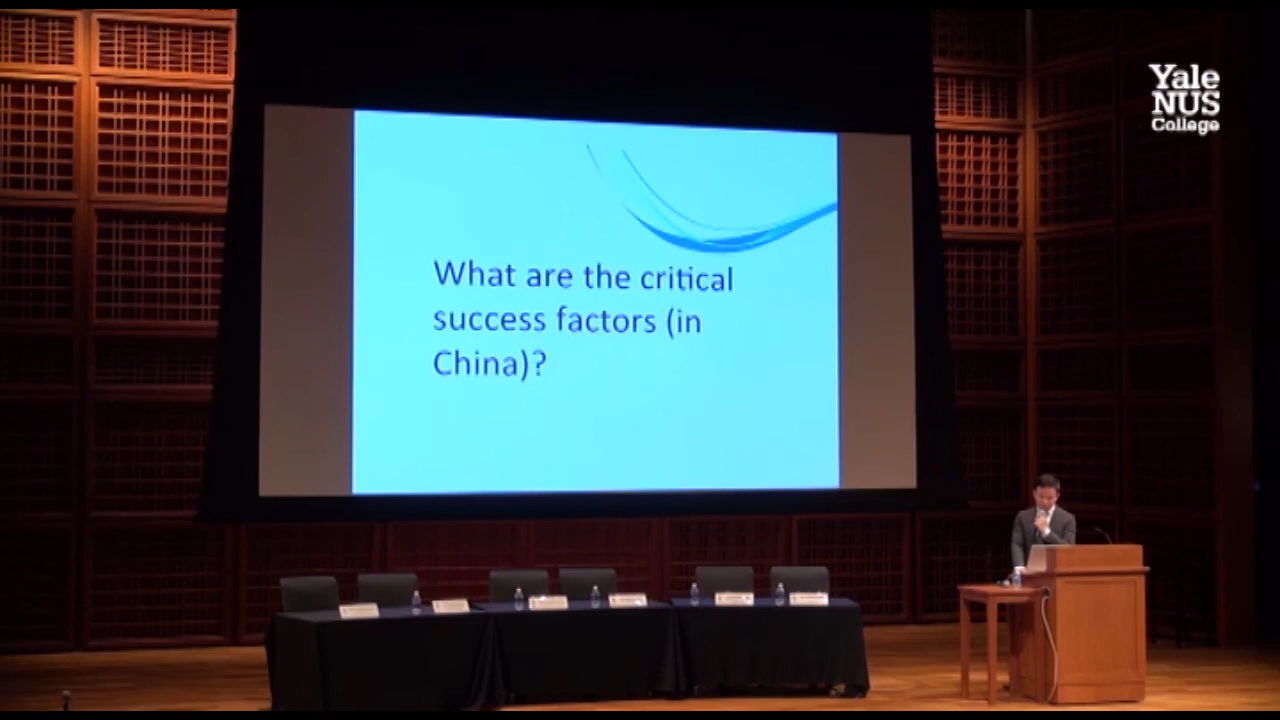 Yale
NUS
College
What are the critical
success factors (in
China)?